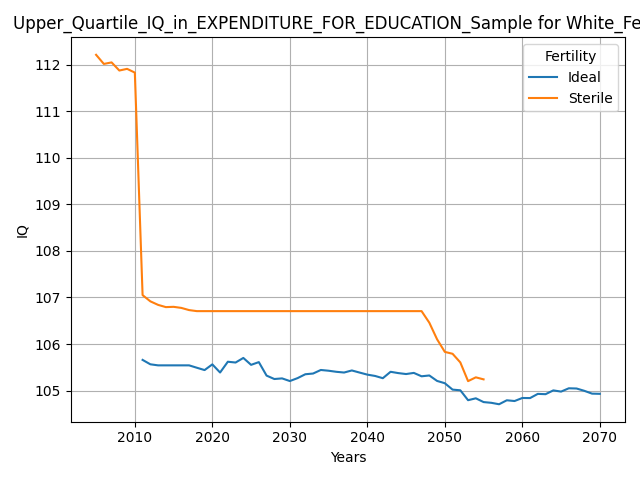 Upper_Quartile_IQ_in_EXPENDITURE_FOR_EDUCATION_Sample for White_Fe
Fertility
Ideal
Sterile
112
111
110
109
108
107
106
105
IQ
2010 2020 2030 2040 2050 2060 2070
Years